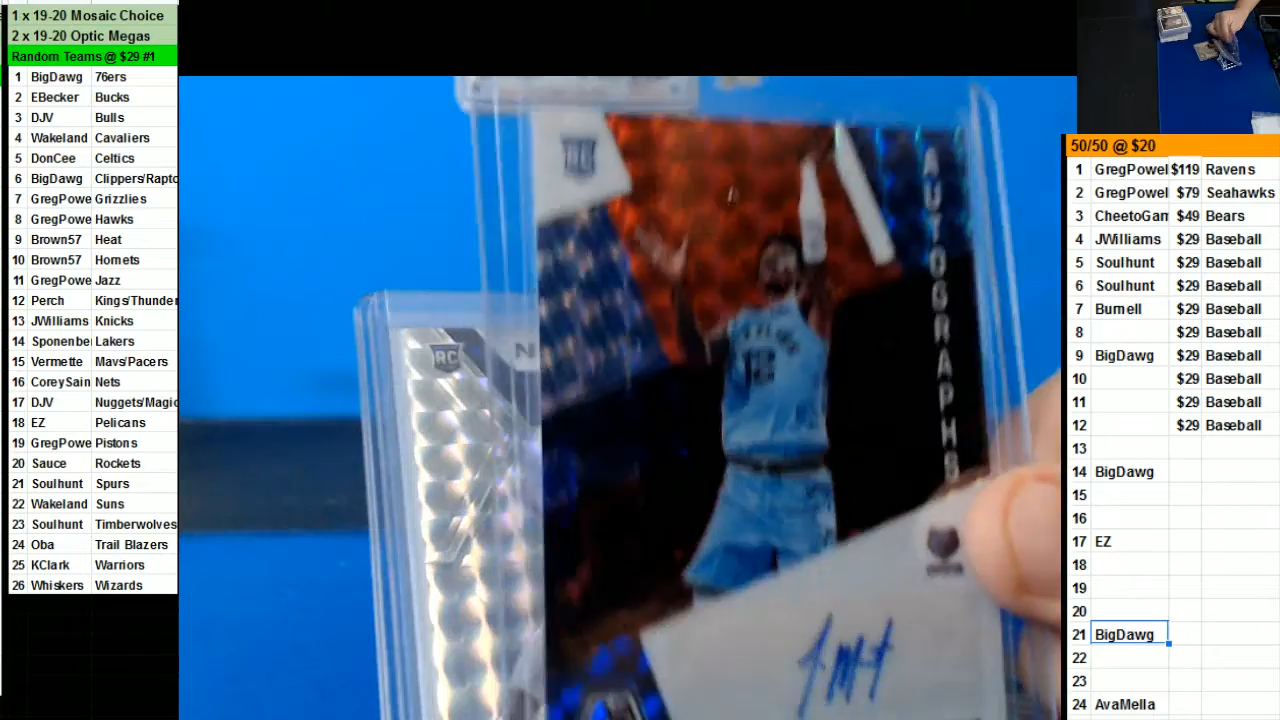 1 x 19-20 Mosaic Choice
2 x 19-20 Optic Megas
Random Teams @ $29 #1
1 BigDawg 76ers
2 EBecker Bucks
3 DJV Bulls
4 Wakeland Cavaliers
5 DonCee Celtics
6 BigDawg Clippers/Rapto
7 GregPowe Grizzlies
8 GregPowe Hawks
9 Brown57 Heat
10 Brown57 Hornets
11 GregPowe Jazz
12 Perch Kings/Thunder
13 JWilliams Knicks
14 Sponenbe Lakers
15 Vermette Mavs/Pacers
16 CoreySain Nets
17 DJV Nuggets/Magic
18 EZ Pelicans
19 GregPowe Pistons
20 Sauce Rockets
21 Soulhunt Spurs
22 Wakeland Suns
23 Soulhunt Timberwolves
24 Oba Trail Blazers
25 KClark Warriors
26 Whiskers Wizards
RC
AUTOGRAPHS
RC
N
50/50 @ $20
1 GregPowel $119 Ravens
2 GregPowel $79 Seahawks
3 CheetoGam $49 Bears
4 JWilliams $29 Baseball
5 Soulhunt $29 Baseball
6 Soulhunt $29 Baseball
7 Burnell $29 Baseball
8 $29 Baseball
9 BigDawg $29 Baseball
10 $29 Baseball
11 $29 Baseball
12 $29 Baseball
13
14 BigDawg
15
16
17 EZ
18
19
20
21 BigDawg
22
23
24 AvaMella